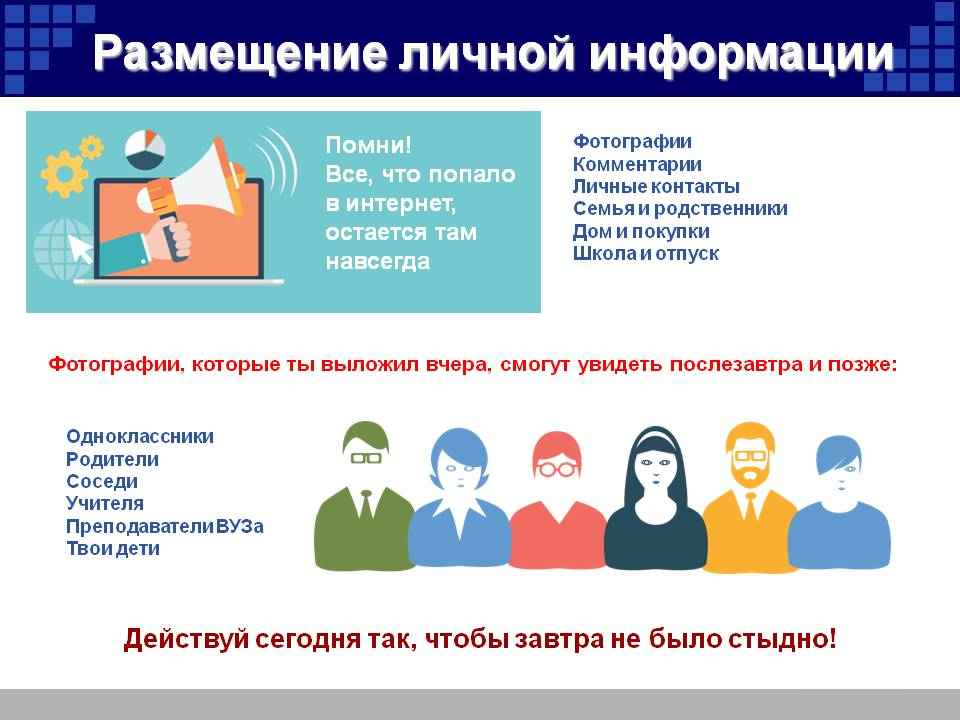 Размещение личной информации
Помни!
Все, что попало
в интернет,
остается там
навсегда
Фотографии
Комментарии
Личные контакты
Семья и родственники
Дом и покупки
Школа и отпуск
Фотографии, которые ты выложил вчера, смогут увидеть послезавтра и позже:
Одноклассники
Родители
Соседи
Учителя
Преподаватели ВУЗа
Твои дети
Действуй сегодня так, чтобы завтра не было стыдно!